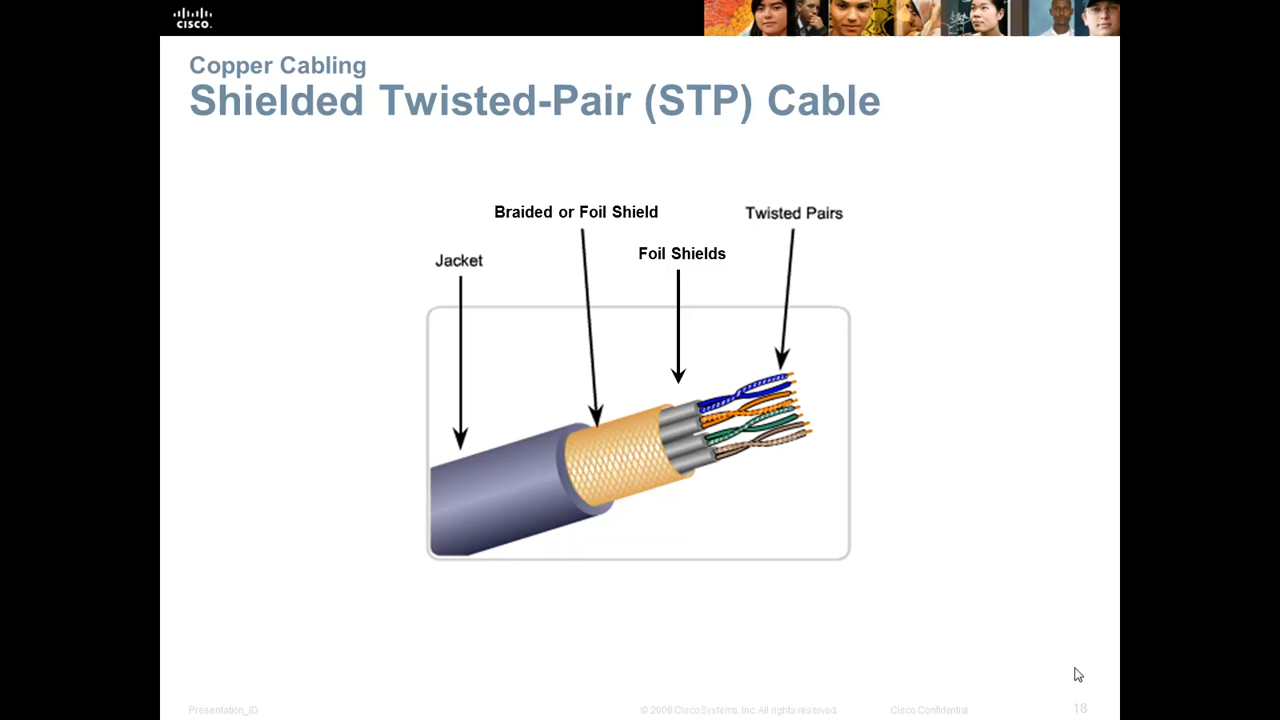 CISCO.
Copper Cabling
Shielded Twisted-Pair (STP) Cable
Braided or Foil Shield
Twisted Pairs
Foil Shields
Jacket
Presentation_ID
© 2008 Cisco Systems, Inc. All rights reserved.
Cisco Confidential
18